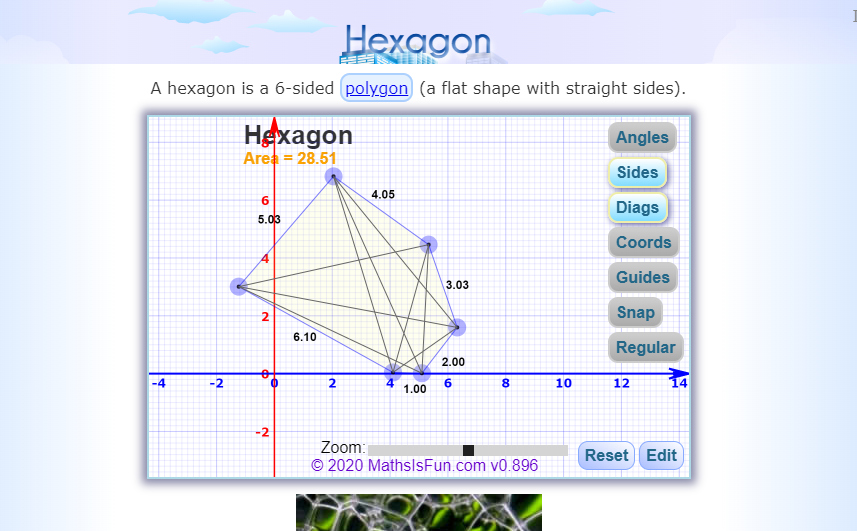 Hexagon
A hexagon is a 6-sided polygon (a flat shape with straight sides).
Hexagon
Area = 28.51
Angles
Sides
Diags
Coords
Guides
Snap
Regular
5.03
4.05
3.03
6.10
2.00
1.00
8
6
4
2
0
-2
-4 -2 0 2 4 6 8 10 12 14
Zoom:
© 2020 MathsIsFun.com v0.896
Reset Edit